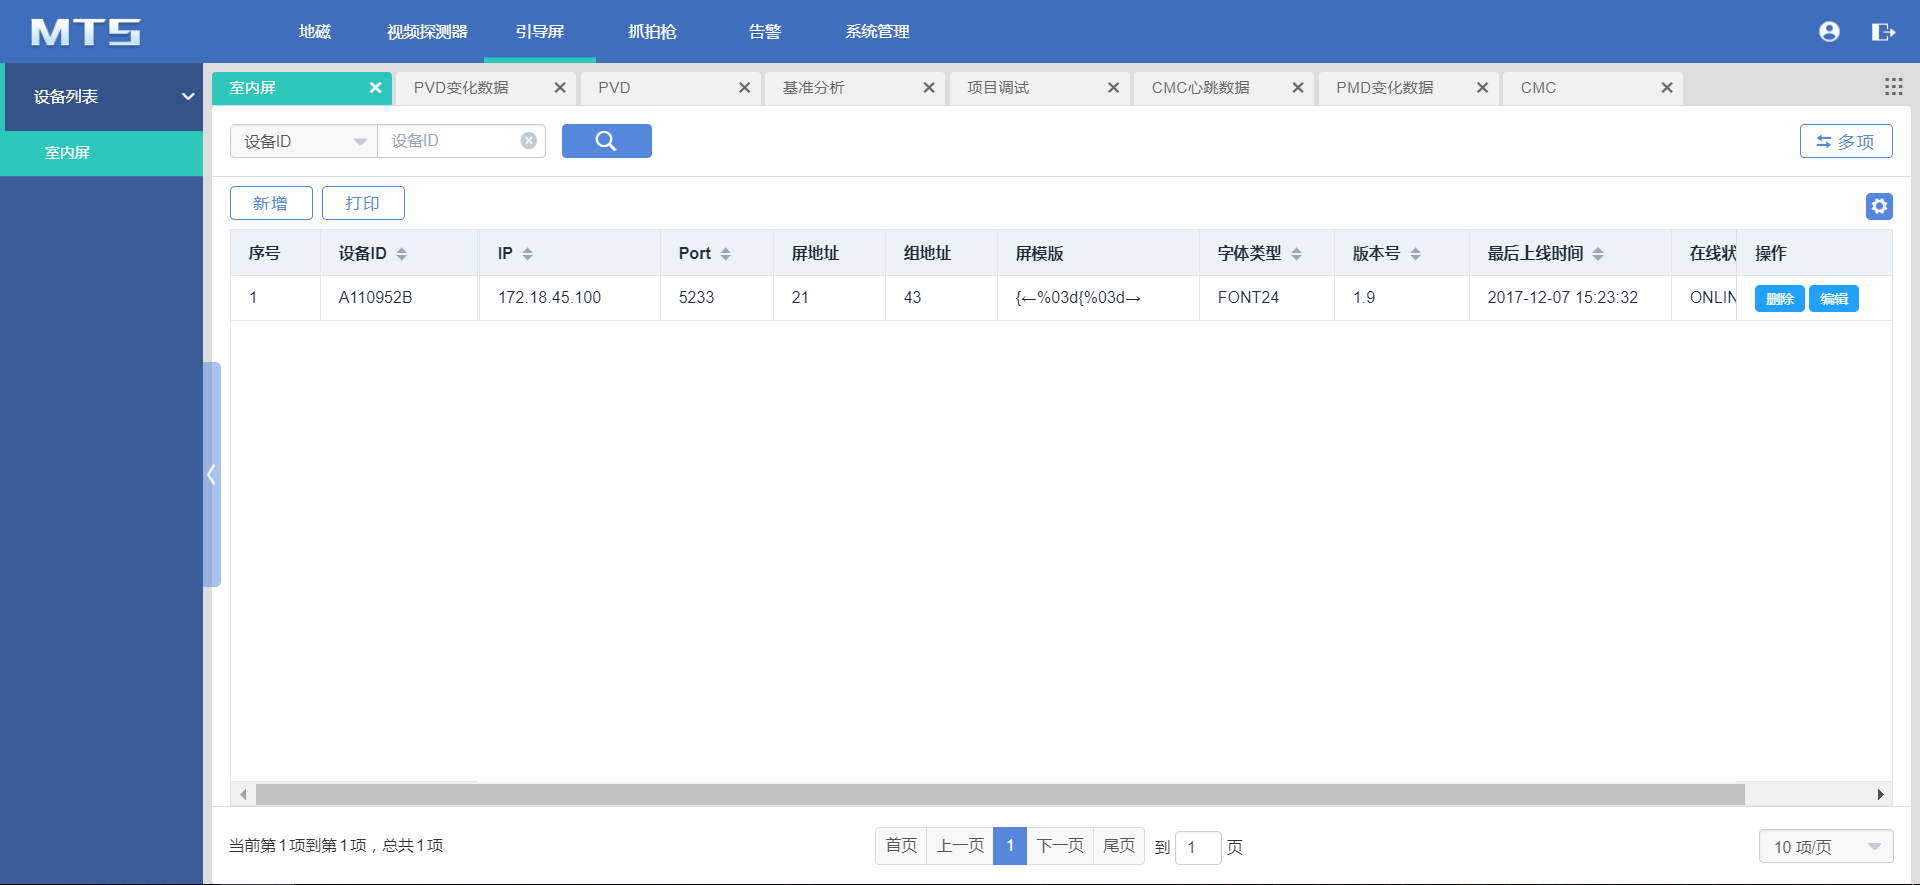 MTS 地磁 视频探测器 引导屏 抓拍枪 告警 系统管理
设备列表
室内屏
室内屏 PVD变化数据 PVD 基准分析 项目调试 CMC心跳数据 PMD变化数据 CMC
设备ID 设备ID 多项
新增 打印
序号 设备ID IP Port 屏地址 组地址 屏模版 字体类型 版本号 最后上线时间 在线状 操作
1 A110952B 172.18.45.100 5233 21 43 {←%03d{%03d→ FONT24 1.9 2017-12-07 15:23:32 ONLIN 删除 编辑
当前第1项到第1项，总共1项 首页 上一页 1 下一页 尾页 到 1 页 10 项/页